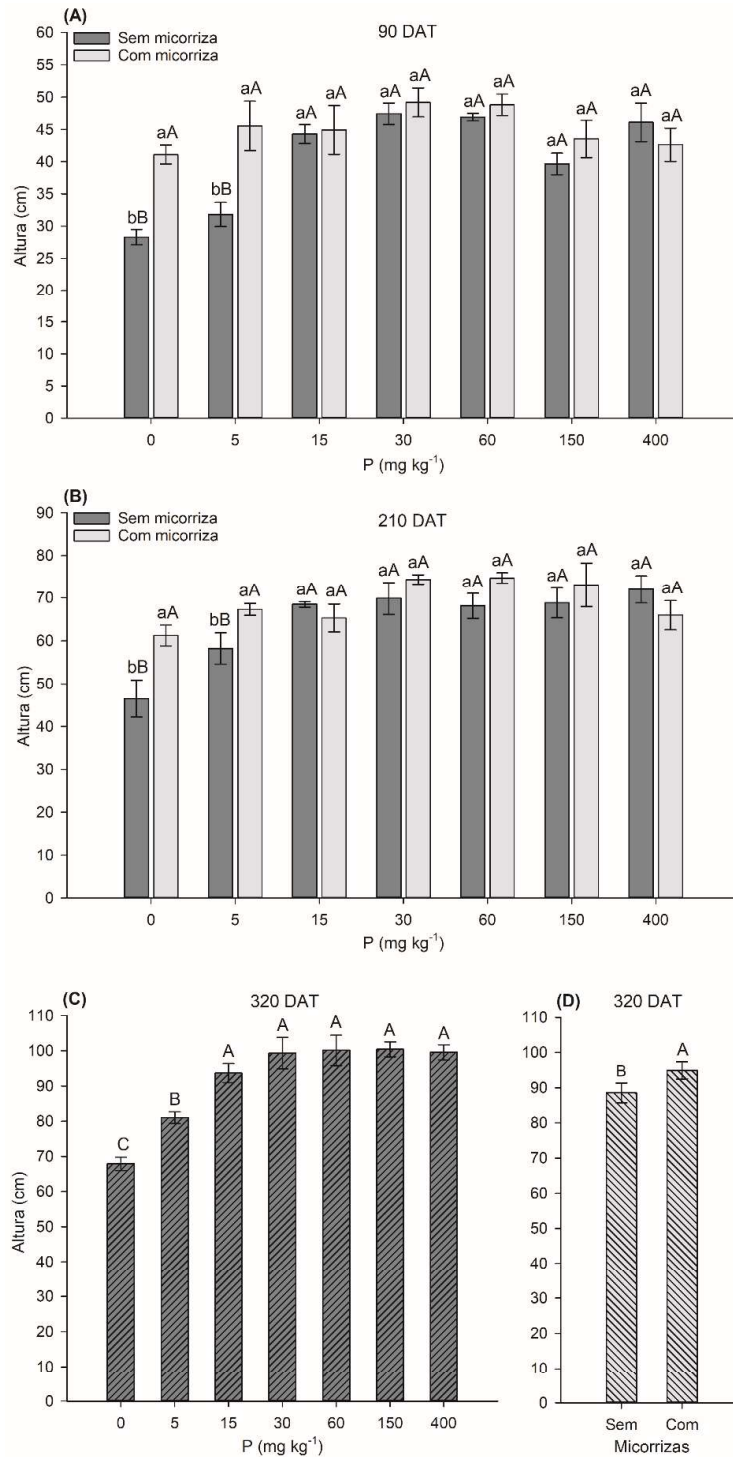 (A)
90 DAT
Sem micorriza
Com micorriza
Altura (cm)
60
55
50
45
40
35
30
25
20
15
10
5
0
bB aA bB aA aA aA aA aA aA aA aA aA aA aA
0 5 15 30 60 150 400
P (mg kg⁻¹)
(B)
210 DAT
Sem micorriza
Com micorriza
Altura (cm)
90
80
70
60
50
40
30
20
10
0
bB aA bB aA aA aA aA aA aA aA aA aA aA aA
0 5 15 30 60 150 400
P (mg kg⁻¹)
(C)
320 DAT
Altura (cm)
110
100
90
80
70
60
50
40
30
20
10
0
C B A A A A A
0 5 15 30 60 150 400
P (mg kg⁻¹)
(D)
320 DAT
110
100
90
80
70
60
50
40
30
20
10
0
B A
Sem Com
Micorrizas